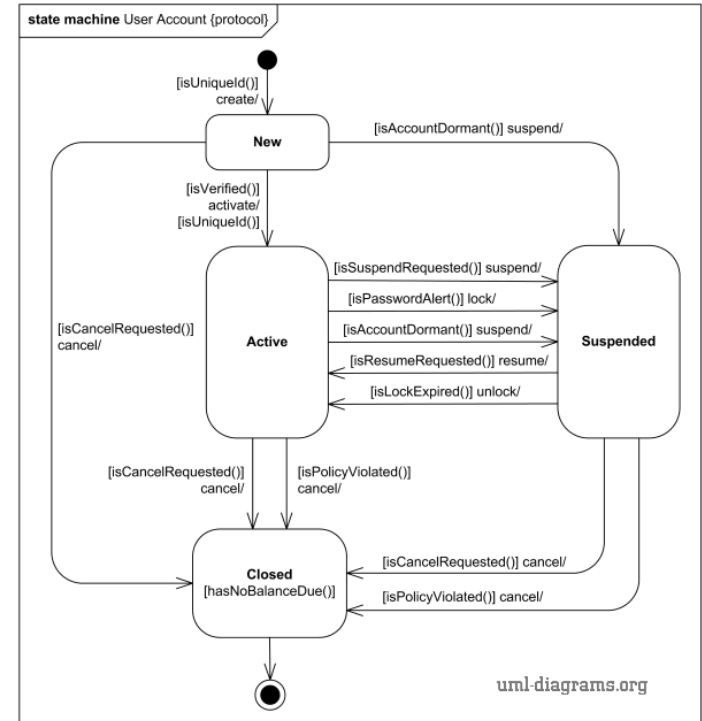 state machine User Account {protocol}
[isUniqueId()]
create/
New
[isAccountDormant()] suspend/
[isVerified()]
activate/
[isUniqueId()]
[isSuspendRequested()] suspend/
[isPasswordAlert()] lock/
[isCancelRequested()]
cancel/
[isAccountDormant()] suspend/
Active
Suspended
[isResumeRequested()] resume/
[isLockExpired()] unlock/
[isCancelRequested()]
cancel/
[isPolicyViolated()]
cancel/
Closed
[hasNoBalanceDue()]
[isCancelRequested()] cancel/
[isPolicyViolated()] cancel/
uml-diagrams.org